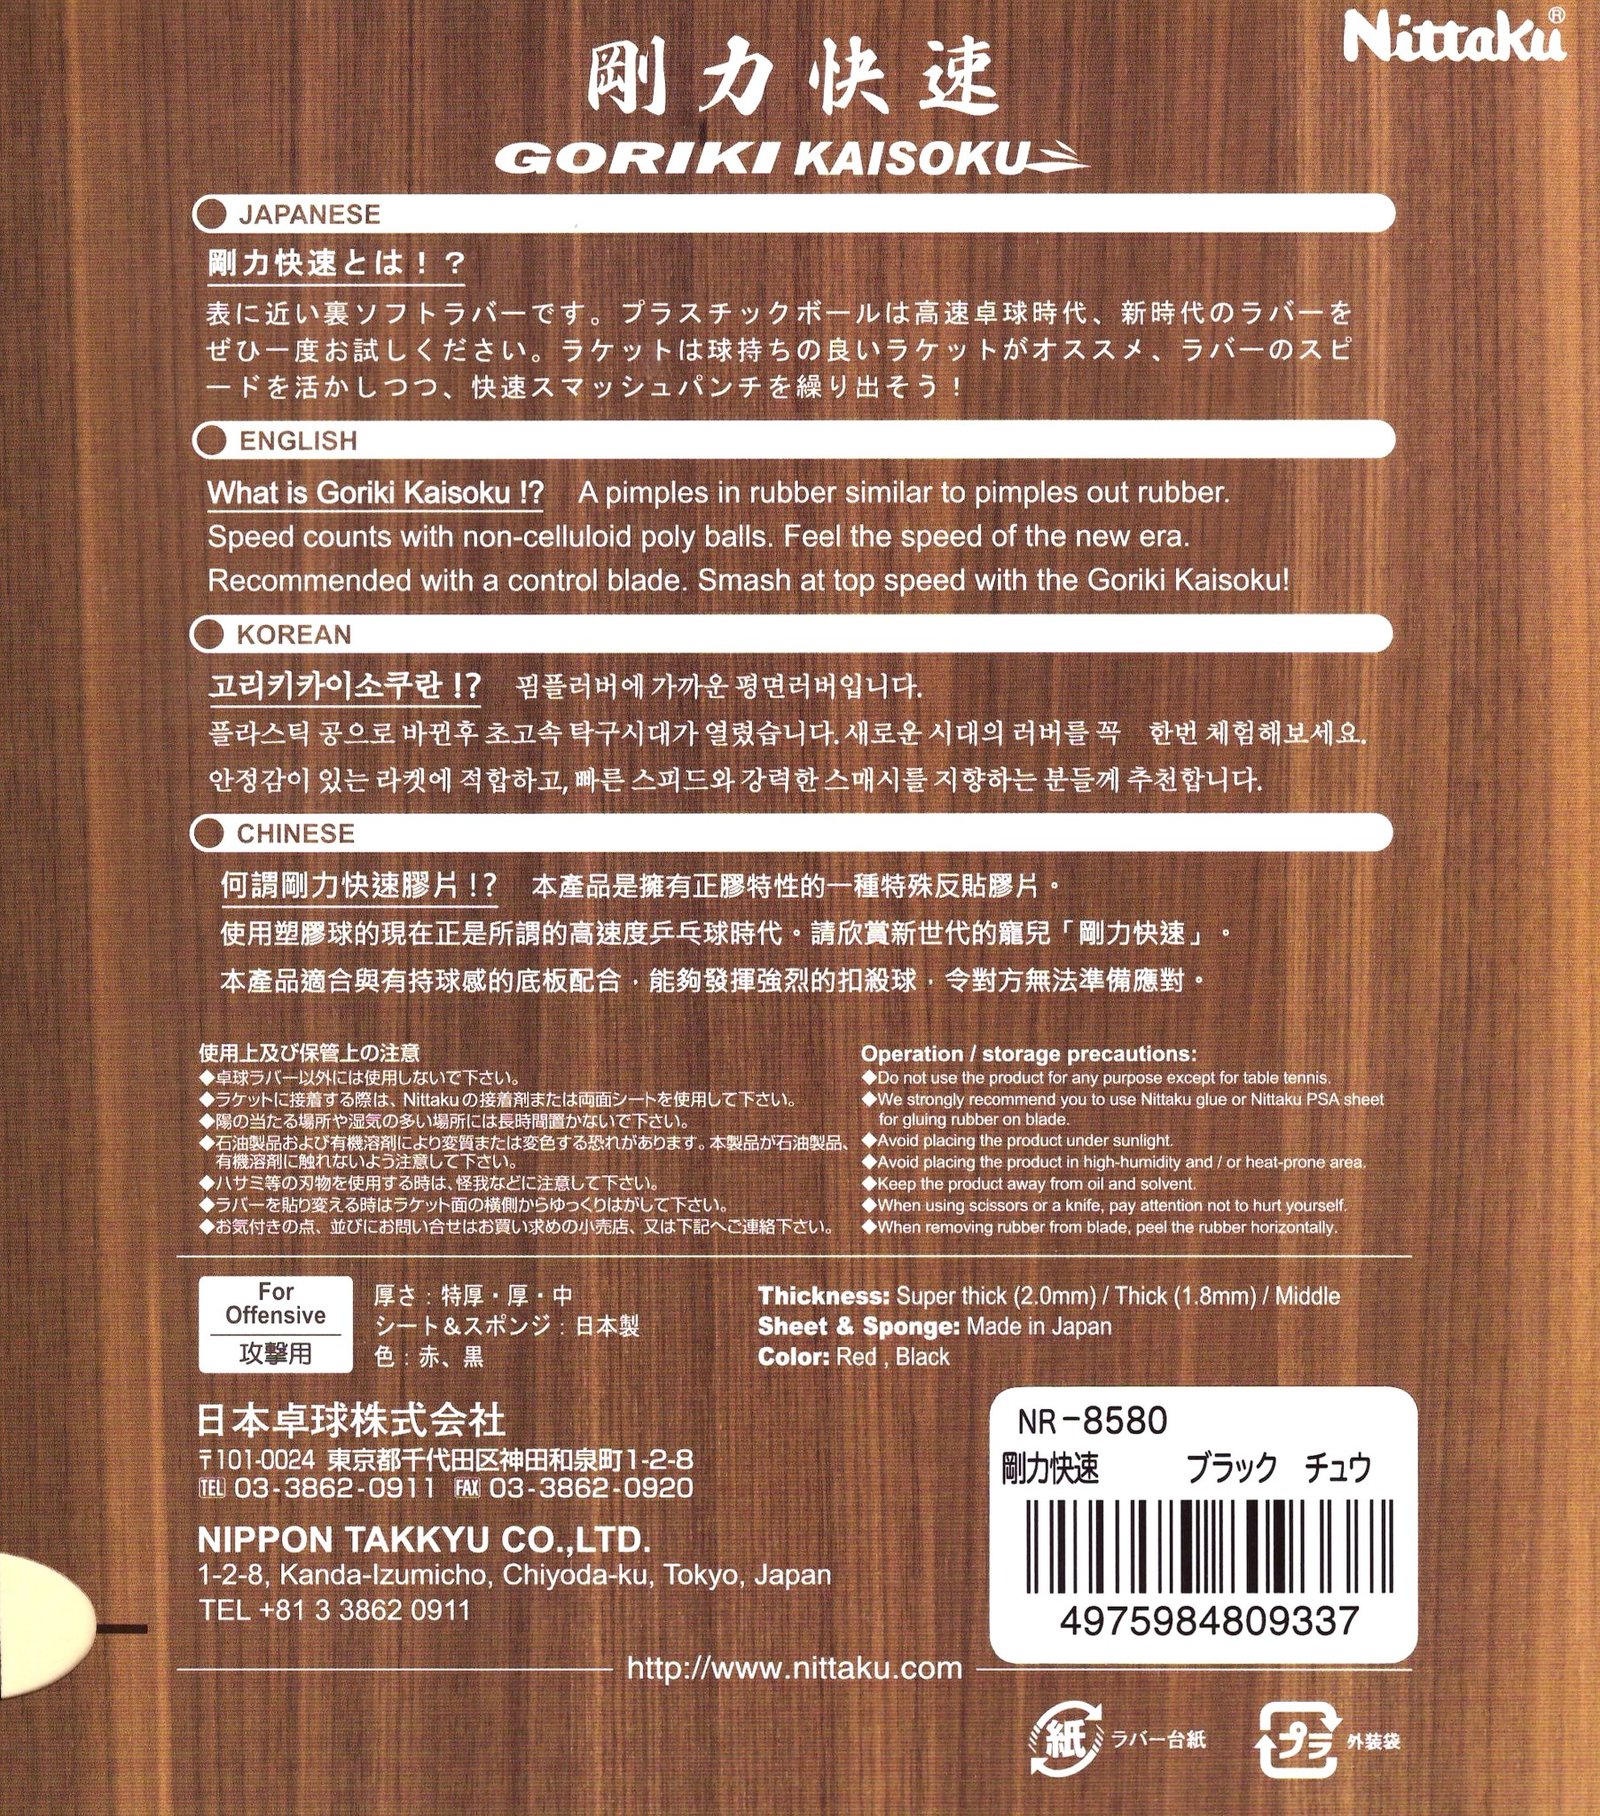 Nittaku®
剛力快速
GORIKI KAISOKU
JAPANESE
剛力快速とは！？
表に近い裏ソフトラバーです。プラスチックボールは高速卓球時代、新時代のラバーを
ぜひ一度お試しください。ラケットは球持ちの良いラケットがオススメ、ラバーのスピ
ードを活かしつつ、快速スマッシュパンチを繰り出そう！
ENGLISH
What is Goriki Kaisoku !? A pimples in rubber similar to pimples out rubber.
Speed counts with non-celluloid poly balls. Feel the speed of the new era.
Recommended with a control blade. Smash at top speed with the Goriki Kaisoku!
KOREAN
고리키카이소쿠란 !? 핌플러버에 가까운 평면러버입니다.
플라스틱 공으로 바뀐후 초고속 탁구시대가 열렸습니다. 새로운 시대의 러버를 꼭 한번 체험해보세요.
안정감이 있는 라켓에 적합하고, 빠른 스피드와 강력한 스매시를 지향하는 분들께 추천합니다.
CHINESE
何謂剛力快速膠片 !? 本產品是擁有正膠特性的一種特殊反貼膠片。
使用塑膠球的現在正是所謂的高速度乒乓球時代。請欣賞新世代的寵兒「剛力快速」。
本產品適合與有持球感的底板配合，能夠發揮強烈的扣殺球，令對方無法準備應對。
使用上及び保管上の注意
◆卓球ラバー以外には使用しないで下さい。
◆ラケットに接着する際は、Nittakuの接着剤または両面シートを使用して下さい。
◆陽の当たる場所や湿気の多い場所には長時間置かないで下さい。
◆石油製品および有機溶剤により変質または変色する恐れがあります。本製品が石油製品、
有機溶剤に触れないよう注意して下さい。
◆ハサミ等の刃物を使用する時は、怪我などに注意して下さい。
◆ラバーを貼り変える時はラケット面の横側からゆっくりはがして下さい。
◆お気付きの点、並びにお問い合せはお買い求めの小売店、又は下記へご連絡下さい。
Operation / storage precautions:
◆Do not use the product for any purpose except for table tennis.
◆We strongly recommend you to use Nittaku glue or Nittaku PSA sheet
for gluing rubber on blade.
◆Avoid placing the product under sunlight.
◆Avoid placing the product in high-humidity and / or heat-prone area.
◆Keep the product away from oil and solvent.
◆When using scissors or a knife, pay attention not to hurt yourself.
◆When removing rubber from blade, peel the rubber horizontally.
For
Offensive
攻撃用
厚さ：特厚・厚・中
シート＆スポンジ：日本製
色：赤、黒
Thickness: Super thick (2.0mm) / Thick (1.8mm) / Middle
Sheet & Sponge: Made in Japan
Color: Red , Black
日本卓球株式会社
〒101-0024 東京都千代田区神田和泉町1-2-8
TEL 03-3862-0911 FAX 03-3862-0920
NIPPON TAKKYU CO.,LTD.
1-2-8, Kanda-Izumicho, Chiyoda-ku, Tokyo, Japan
TEL +81 3 3862 0911
NR-8580
剛力快速 ブラック チュウ
4975984809337
http://www.nittaku.com
紙 ラバー台紙
プラ 外装袋